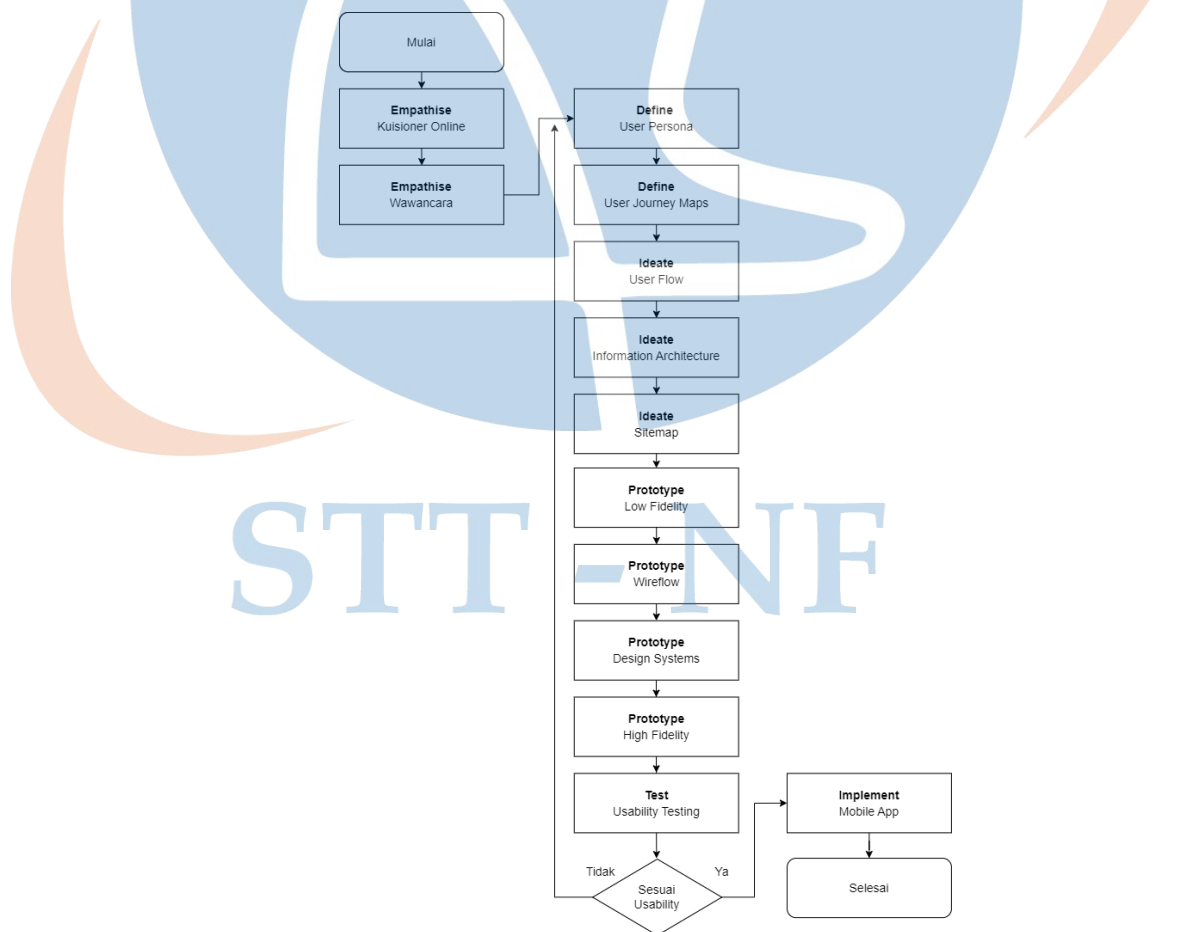 Mulai
Empathise
Kuisioner Online
Empathise
Wawancara
Define
User Persona
Define
User Journey Maps
Ideate
User Flow
Ideate
Information Architecture
Ideate
Sitemap
Prototype
Low Fidelity
Prototype
Wireflow
Prototype
Design Systems
Prototype
High Fidelity
Test
Usability Testing
Tidak
Ya
Sesuai
Usability
Implement
Mobile App
Selesai
STT - NF